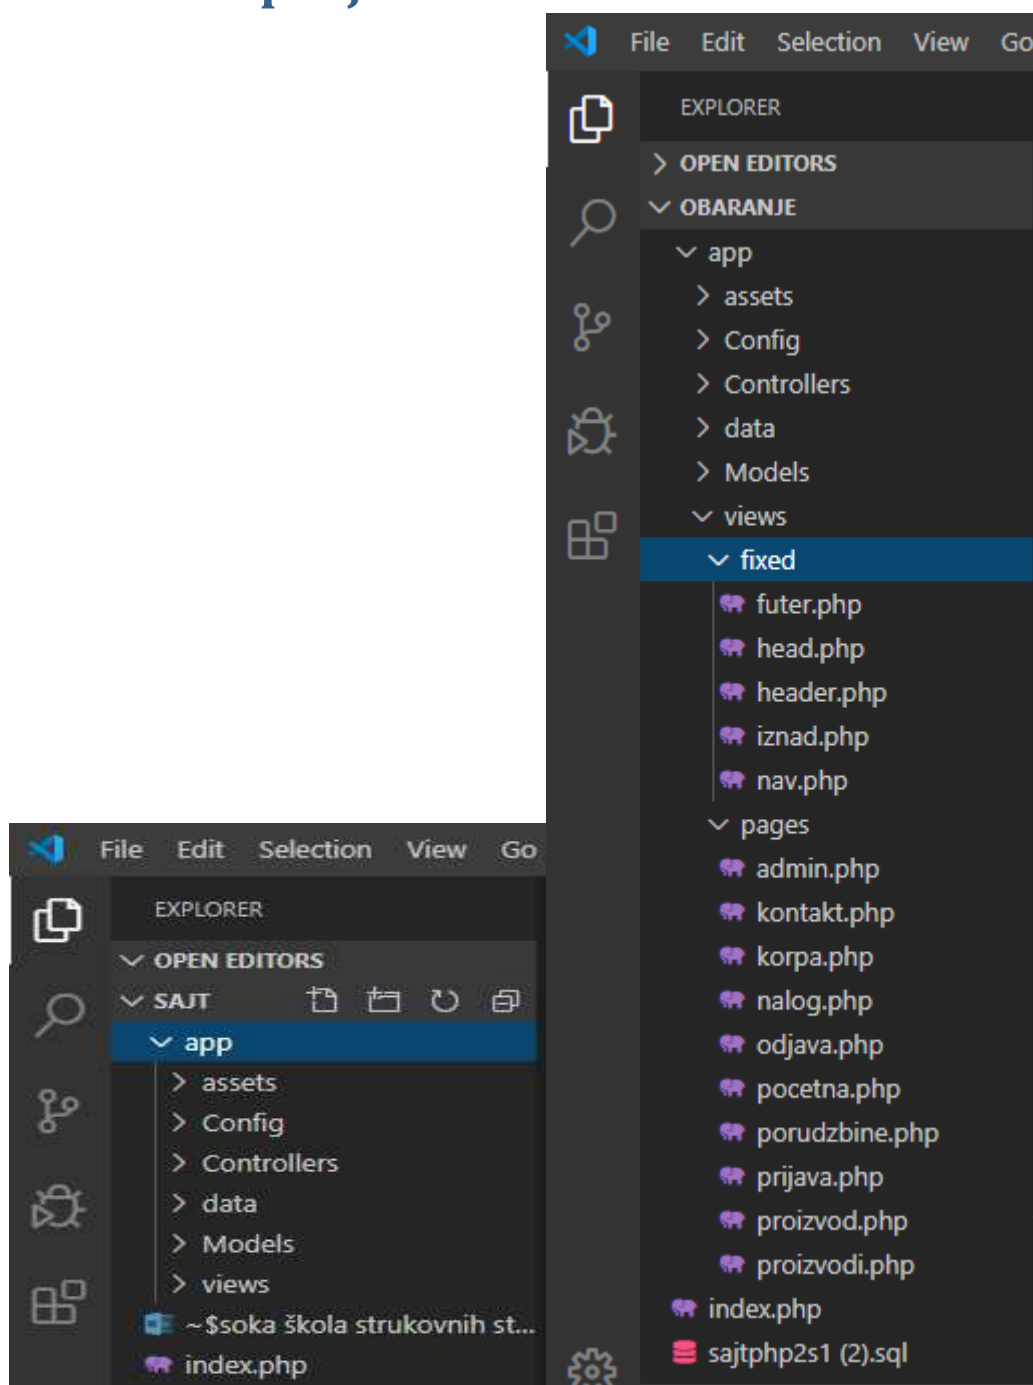 File Edit Selection View Go
EXPLORER
OPEN EDITORS
OBARANJE
app
assets
Config
Controllers
data
Models
views
fixed
futer.php
head.php
header.php
iznad.php
nav.php
pages
admin.php
kontakt.php
korpa.php
nalog.php
odjava.php
pocetna.php
porudzbine.php
prijava.php
proizvod.php
proizvodi.php
index.php
sajtphp2s1 (2).sql
File Edit Selection View Go
EXPLORER
OPEN EDITORS
SAJT
app
assets
Config
Controllers
data
Models
views
~$soka škola strukovnih st...
index.php